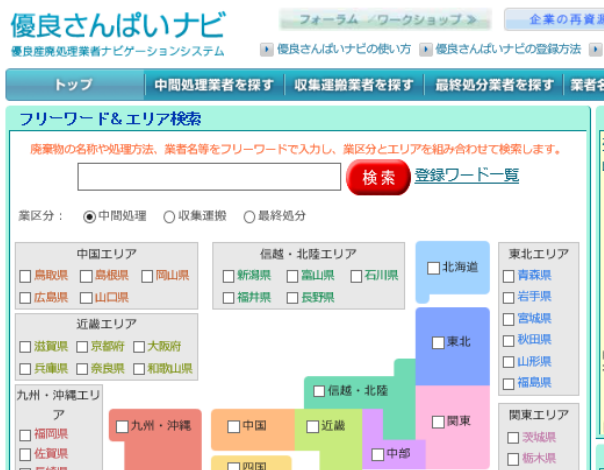 優良さんぱいナビ
優良産廃処理業者ナビゲーションシステム
フォーラム/ワークショップ≫
企業の再資源
優良さんぱいナビの使い方
優良さんぱいナビの登録方法
トップ
中間処理業者を探す
収集運搬業者を探す
最終処分業者を探す
業者名
フリーワード&エリア検索
廃棄物の名称や処理方法、業者名等をフリーワードで入力し、業区分とエリアを組み合わせて検索します。
検索
登録ワード一覧
業区分: 中間処理 収集運搬 最終処分
中国エリア
鳥取県 島根県 岡山県
広島県 山口県
信越・北陸エリア
新潟県 富山県 石川県
福井県 長野県
北海道
東北エリア
青森県
岩手県
宮城県
秋田県
山形県
福島県
近畿エリア
滋賀県 京都府 大阪府
兵庫県 奈良県 和歌山県
東北
九州・沖縄エリ
ア
福岡県
佐賀県
信越・北陸
九州・沖縄
中国
近畿
関東
中部
四国
関東エリア
茨城県
栃木県